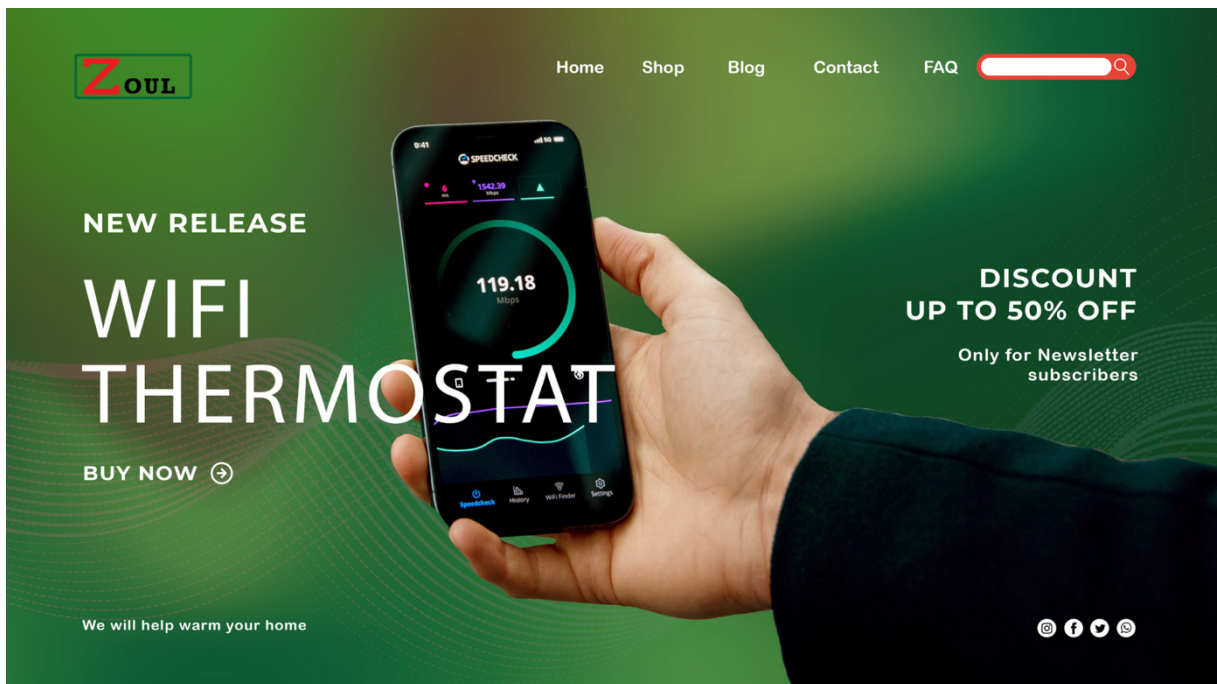 ZOUL
Home Shop Blog Contact FAQ
9:41 5G
SPEEDCHECK
6 1542.39
ms Mbps
NEW RELEASE
119.18
Mbps
WIFI
THERMOSTAT
DISCOUNT
UP TO 50% OFF
Only for Newsletter
subscribers
BUY NOW
Speedcheck History WiFi Finder Settings
We will help warm your home